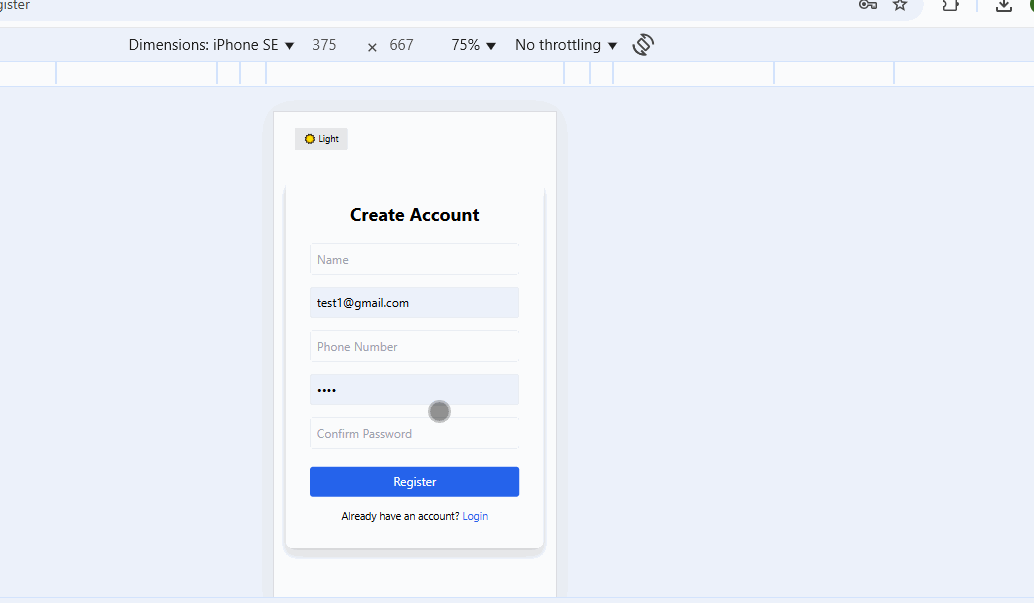 gister
Dimensions: iPhone SE ▼ 375 × 667 75% ▼ No throttling ▼
Light
Create Account
Name
test1@gmail.com
Phone Number
••••
Confirm Password
Register
Already have an account? Login